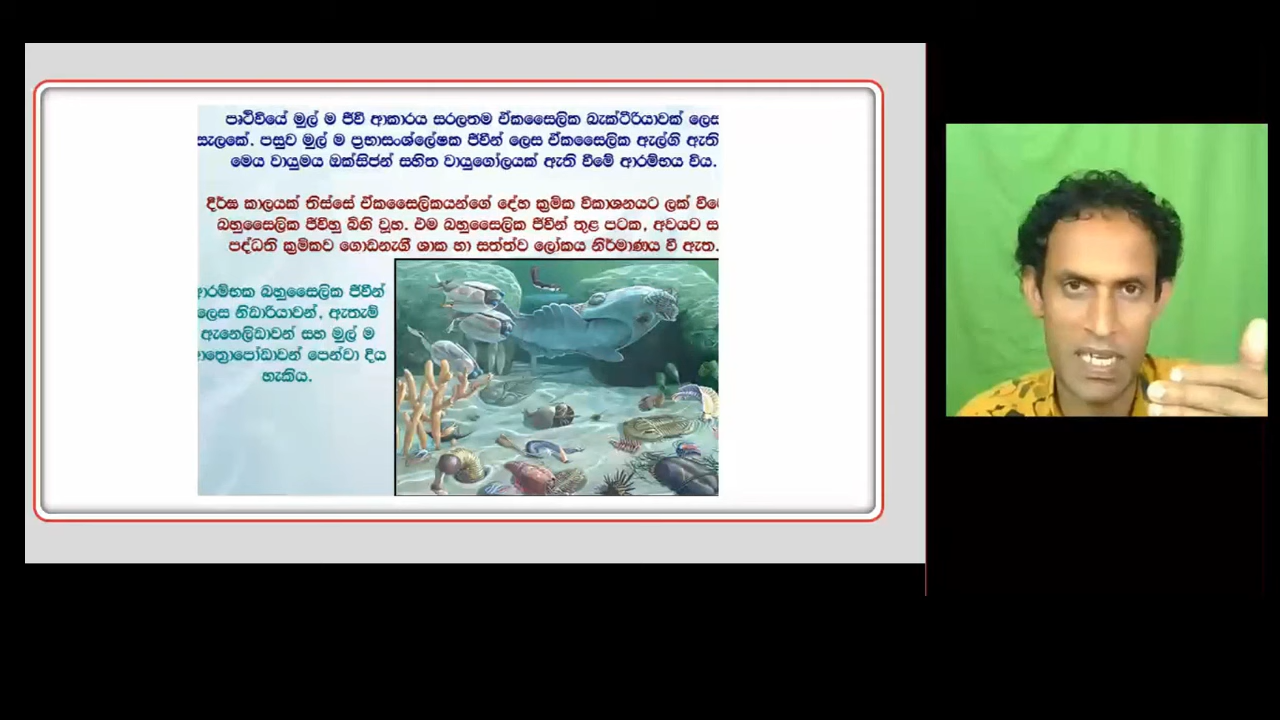 පෘථිවියේ මුල් ම ජීවී ආකාරය සරලතම ඒකසෛලික බැක්ටීරියාවක් ලෙස
සැලකේ. පසුව මුල් ම ප්‍රභාසංශ්ලේෂක ජීවීන් ලෙස ඒකසෛලික ඇල්ගී ඇති
මෙය වායුමය ඔක්සිජන් සහිත වායුගෝලයක් ඇති වීමේ ආරම්භය විය.
දීර්ඝ කාලයක් තිස්සේ ඒකසෛලිකයන්ගේ දේහ ක්‍රමික විකාශනයට ලක් වී
බහුසෛලික ජීවීහු බිහි වූහ. එම බහුසෛලික ජීවීන් තුළ පටක, අවයව ස
පද්ධති ක්‍රමිකව ගොඩනැගී ශාක හා සත්ත්ව ලෝකය නිර්මාණය වී ඇත.
ආරම්භක බහුසෛලික ජීවීන්
ලෙස නිඩාරියාවන්, ඇතැම්
ඇනෙලිඩාවන් සහ මුල් ම
ආත්‍රොපෝඩාවන් පෙන්වා දිය
හැකිය.